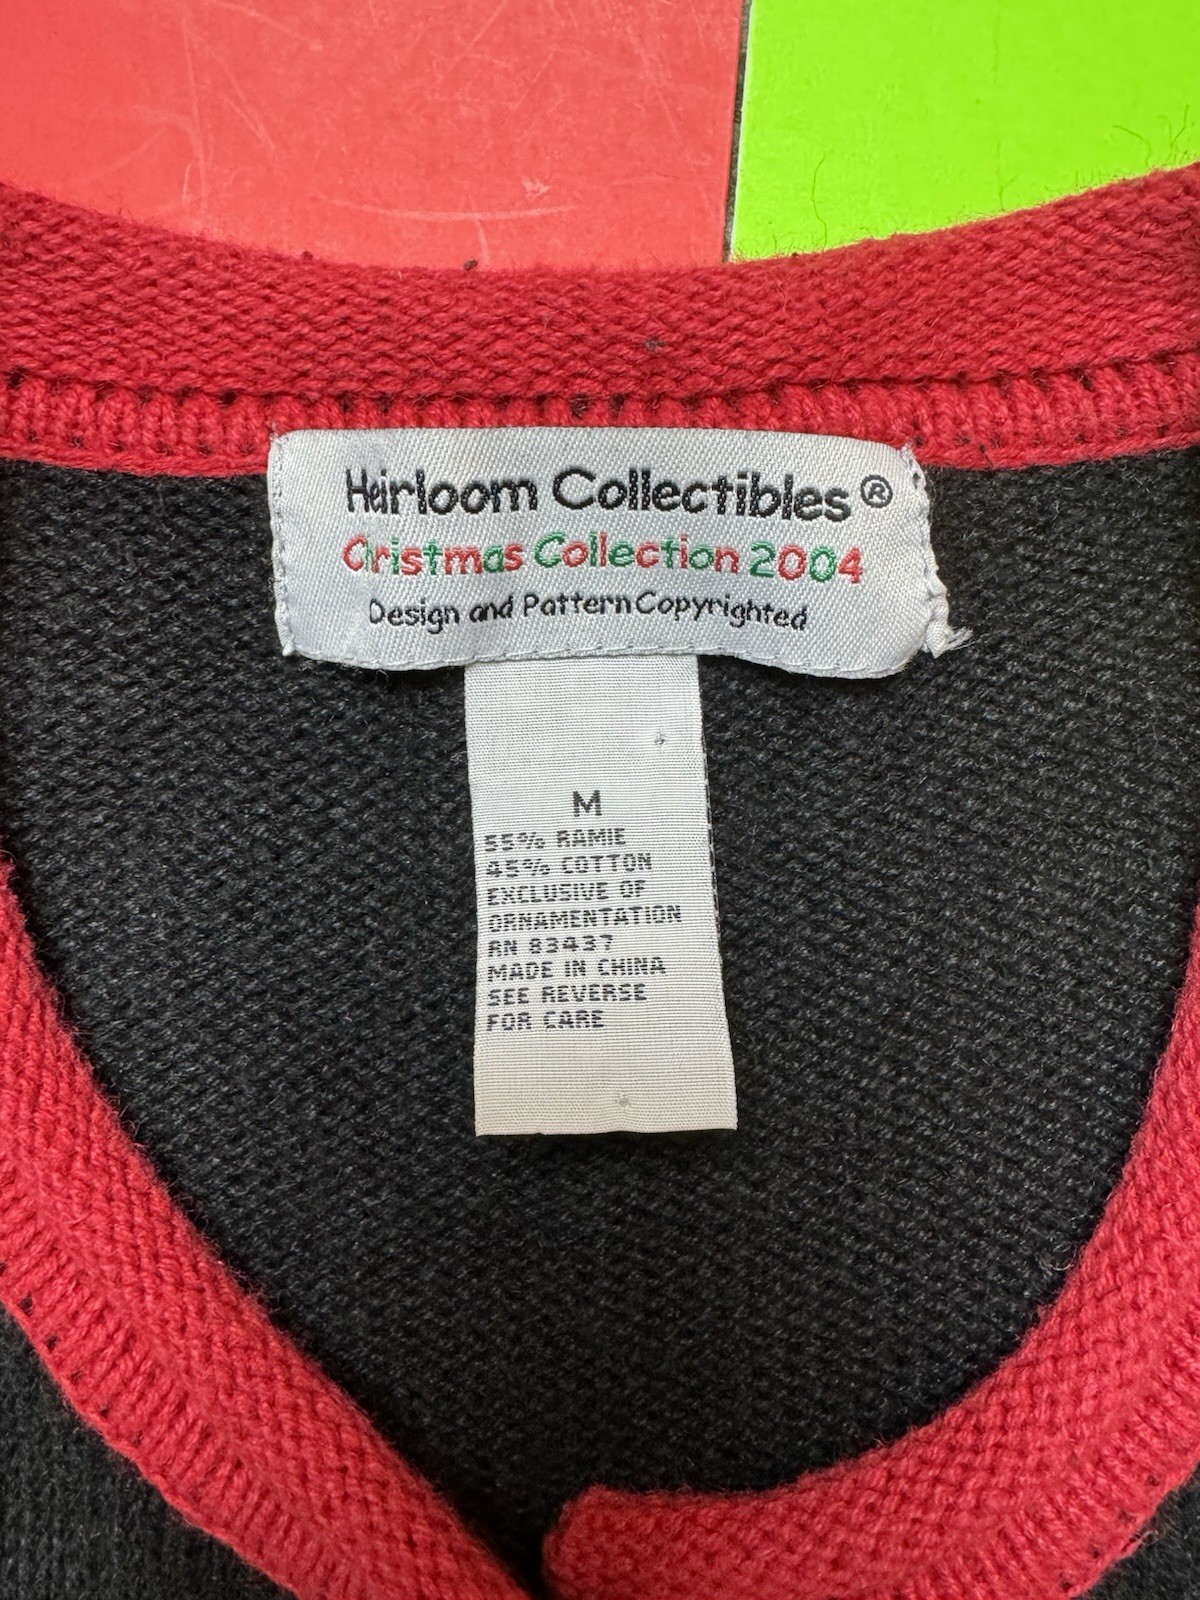 Heirloom Collectibles®
Christmas Collection 2004
Design and Pattern Copyrighted
M
55% RAMIE
45% COTTON
EXCLUSIVE OF
ORNAMENTATION
RN 83437
MADE IN CHINA
SEE REVERSE
FOR CARE